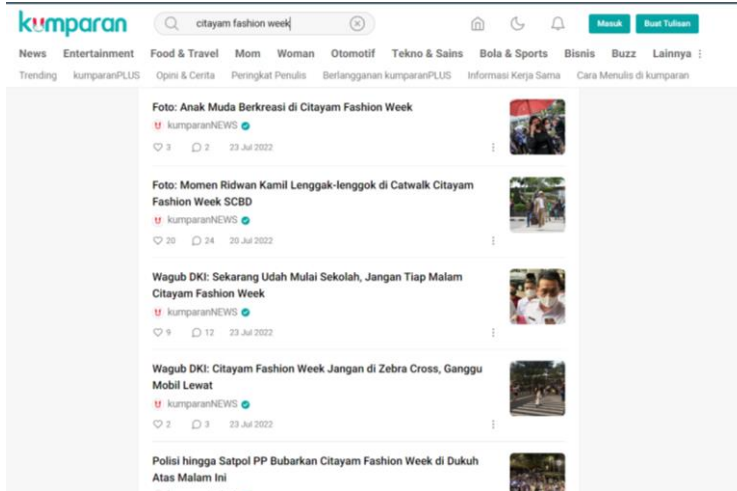 kumparan
citayam fashion week
Masuk
Buat Tulisan
News Entertainment Food & Travel Mom Woman Otomotif Tekno & Sains Bola & Sports Bisnis Buzz Lainnya
Trending kumparanPLUS Opini & Cerita Peringkat Penulis Berlangganan kumparanPLUS Informasi Kerja Sama Cara Menulis di kumparan
Foto: Anak Muda Berkreasi di Citayam Fashion Week
kumparanNEWS
3 2 23 Jul 2022
Foto: Momen Ridwan Kamil Lenggak-lenggok di Catwalk Citayam
Fashion Week SCBD
kumparanNEWS
20 24 20 Jul 2022
Wagub DKI: Sekarang Udah Mulai Sekolah, Jangan Tiap Malam
Citayam Fashion Week
kumparanNEWS
9 12 23 Jul 2022
Wagub DKI: Citayam Fashion Week Jangan di Zebra Cross, Ganggu
Mobil Lewat
kumparanNEWS
2 3 23 Jul 2022
Polisi hingga Satpol PP Bubarkan Citayam Fashion Week di Dukuh
Atas Malam Ini